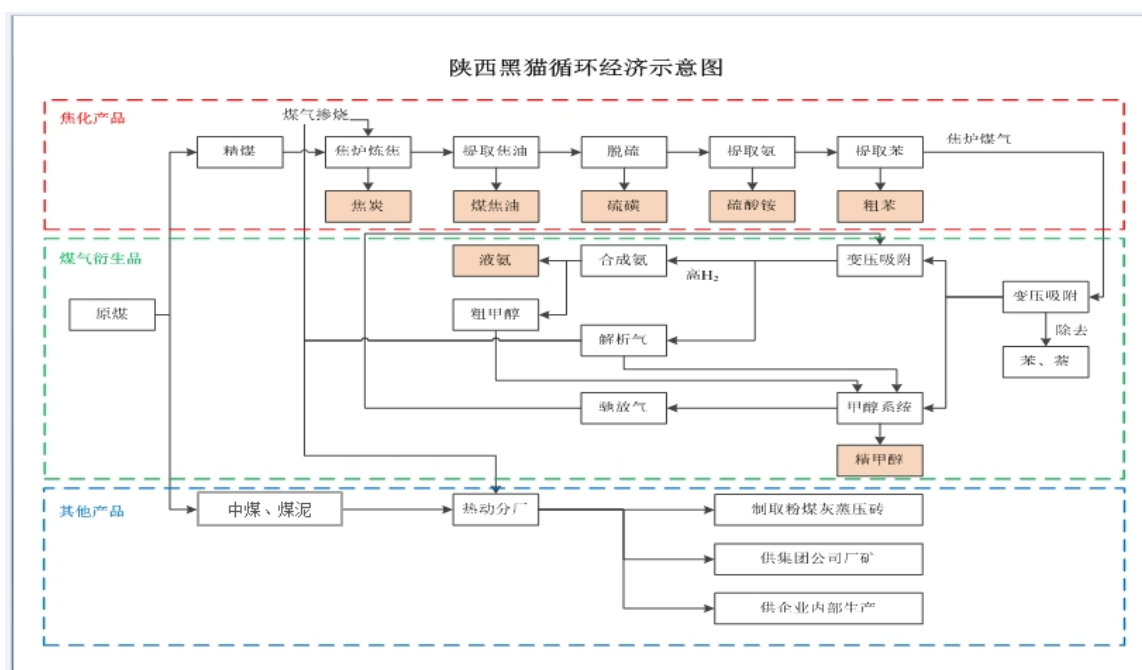 陕西黑猫循环经济示意图
焦化产品
煤气掺烧
精煤
焦炉炼焦
提取焦油
脱硫
提取氨
提取苯
焦炉煤气
焦炭
煤焦油
硫磺
硫酸铵
粗苯
煤气衍生品
液氨
合成氨
高H₂
变压吸附
原煤
粗甲醇
变压吸附
除去
解析气
苯、萘
驰放气
甲醇系统
精甲醇
其他产品
中煤、煤泥
热动分厂
制取粉煤灰蒸压砖
供集团公司厂矿
供企业内部生产